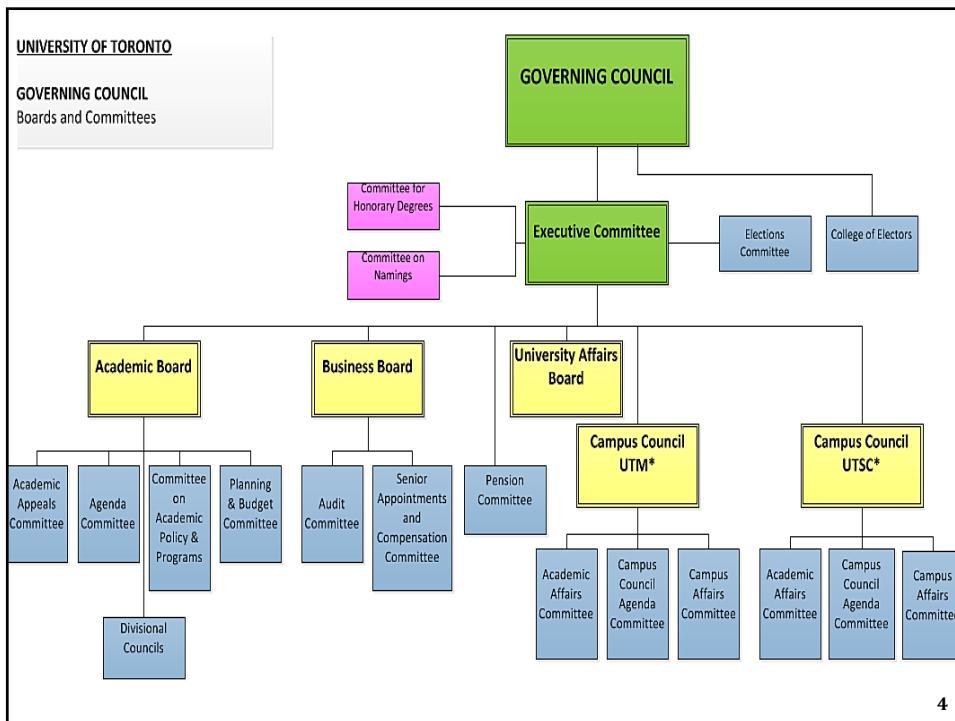 UNIVERSITY OF TORONTO
GOVERNING COUNCIL
Boards and Committees
GOVERNING COUNCIL
Committee for
Honorary Degrees
Committee on
Namings
Executive Committee
Elections
Committee
College of Electors
Academic Board
Business Board
University Affairs
Board
Campus Council
UTM*
Campus Council
UTSC*
Academic
Appeals
Committee
Agenda
Committee
Committee
on
Academic
Policy &
Programs
Planning
& Budget
Committee
Audit
Committee
Senior
Appointments
and
Compensation
Committee
Pension
Committee
Academic
Affairs
Committee
Campus
Council
Agenda
Committee
Campus
Affairs
Committee
Academic
Affairs
Committee
Campus
Council
Agenda
Committee
Campus
Affairs
Committee
Divisional
Councils
4